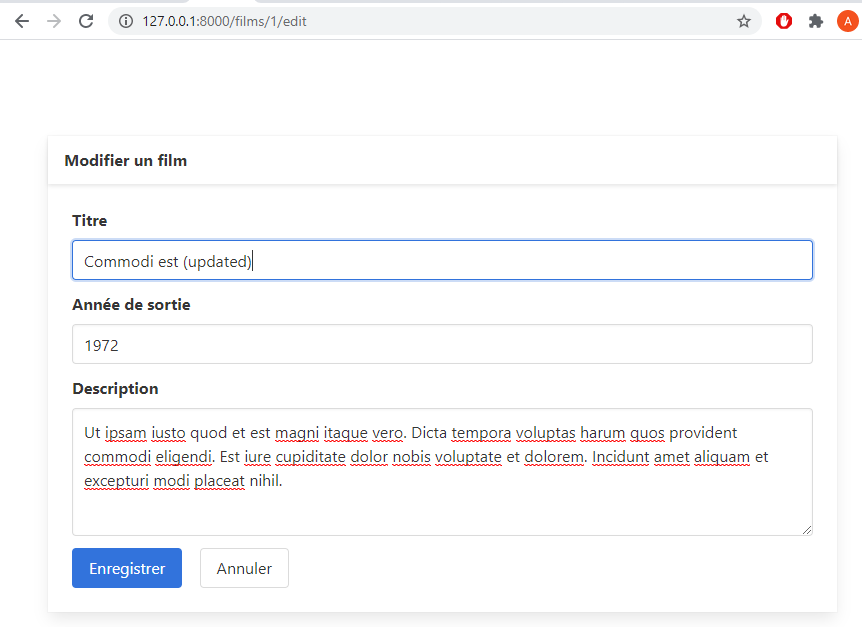 127.0.0.1:8000/films/1/edit
A
Modifier un film
Titre
Commodi est (updated)
Année de sortie
1972
Description
Ut ipsam iusto quod et est magni itaque vero. Dicta tempora voluptas harum quos provident
commodi eligendi. Est iure cupiditate dolor nobis voluptate et dolorem. Incidunt amet aliquam et
excepturi modi placeat nihil.
Enregistrer Annuler